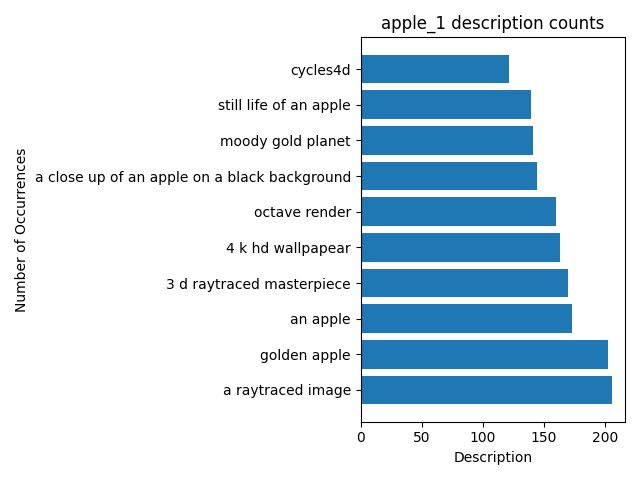 apple_1 description counts
cycles4d
still life of an apple
moody gold planet
a close up of an apple on a black background
octave render
4 k hd wallpapear
3 d raytraced masterpiece
an apple
golden apple
a raytraced image
Number of Occurrences
0 50 100 150 200
Description